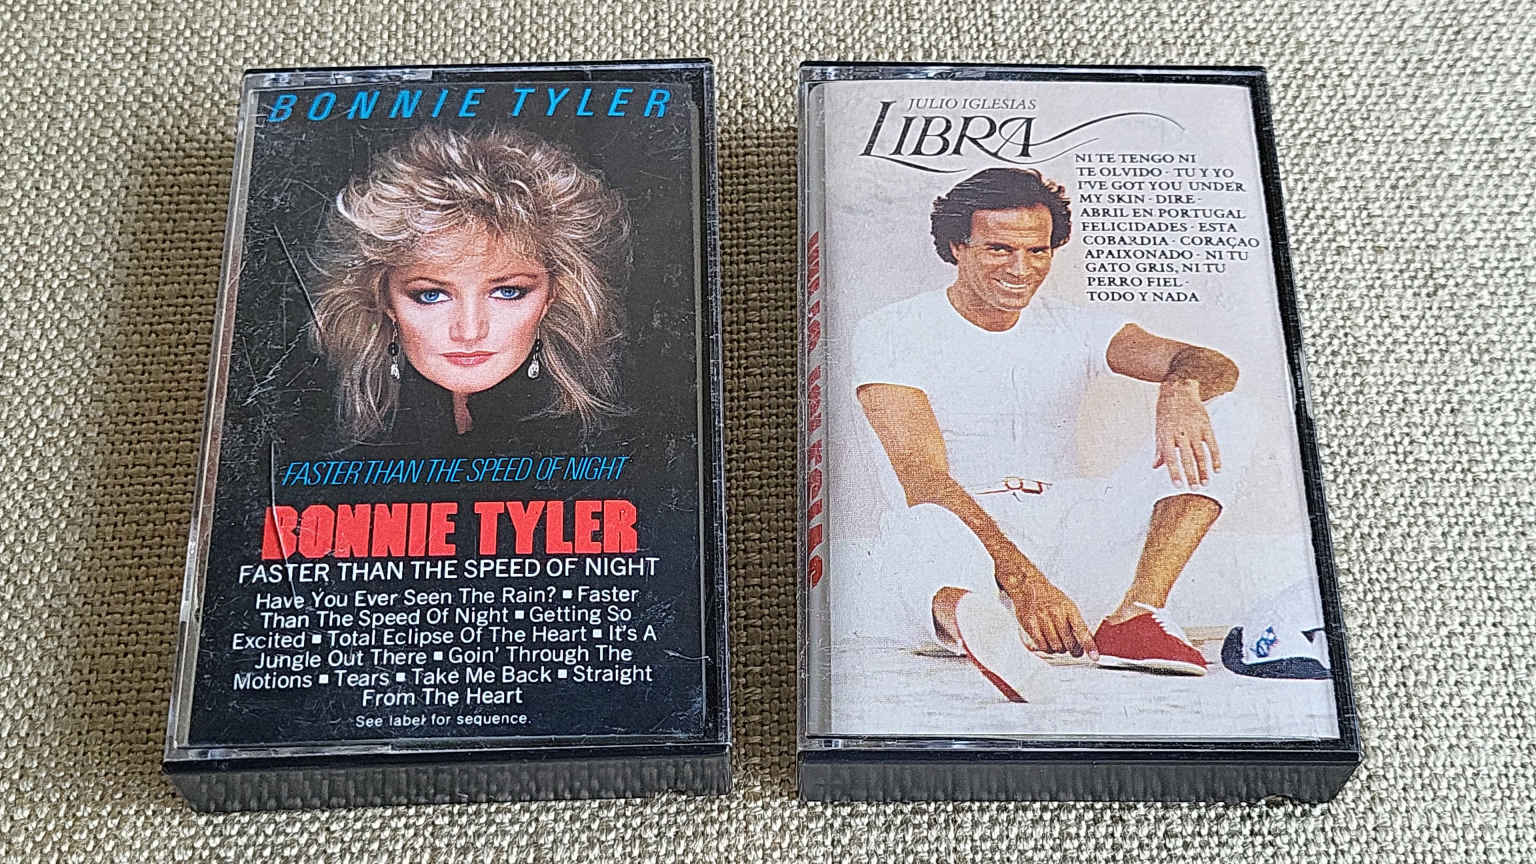 BONNIE TYLER
FASTER THAN THE SPEED OF NIGHT
BONNIE TYLER
FASTER THAN THE SPEED OF NIGHT
Have You Ever Seen The Rain? ■ Faster
Than The Speed Of Night ■ Getting So
Excited ■ Total Eclipse Of The Heart ■ It's A
Jungle Out There ■ Goin' Through The
Motions ■ Tears ■ Take Me Back ■ Straight
From The Heart
See label for sequence.
JULIO IGLESIAS
LIBRA
NI TE TENGO NI
TE OLVIDO - TU Y YO
I'VE GOT YOU UNDER
MY SKIN - DIRE -
ABRIL EN PORTUGAL
FELICIDADES - ESTA
COBARDIA - CORAÇAO
APAIXONADO - NI TU
GATO GRIS, NI TU
PERRO FIEL -
TODO Y NADA